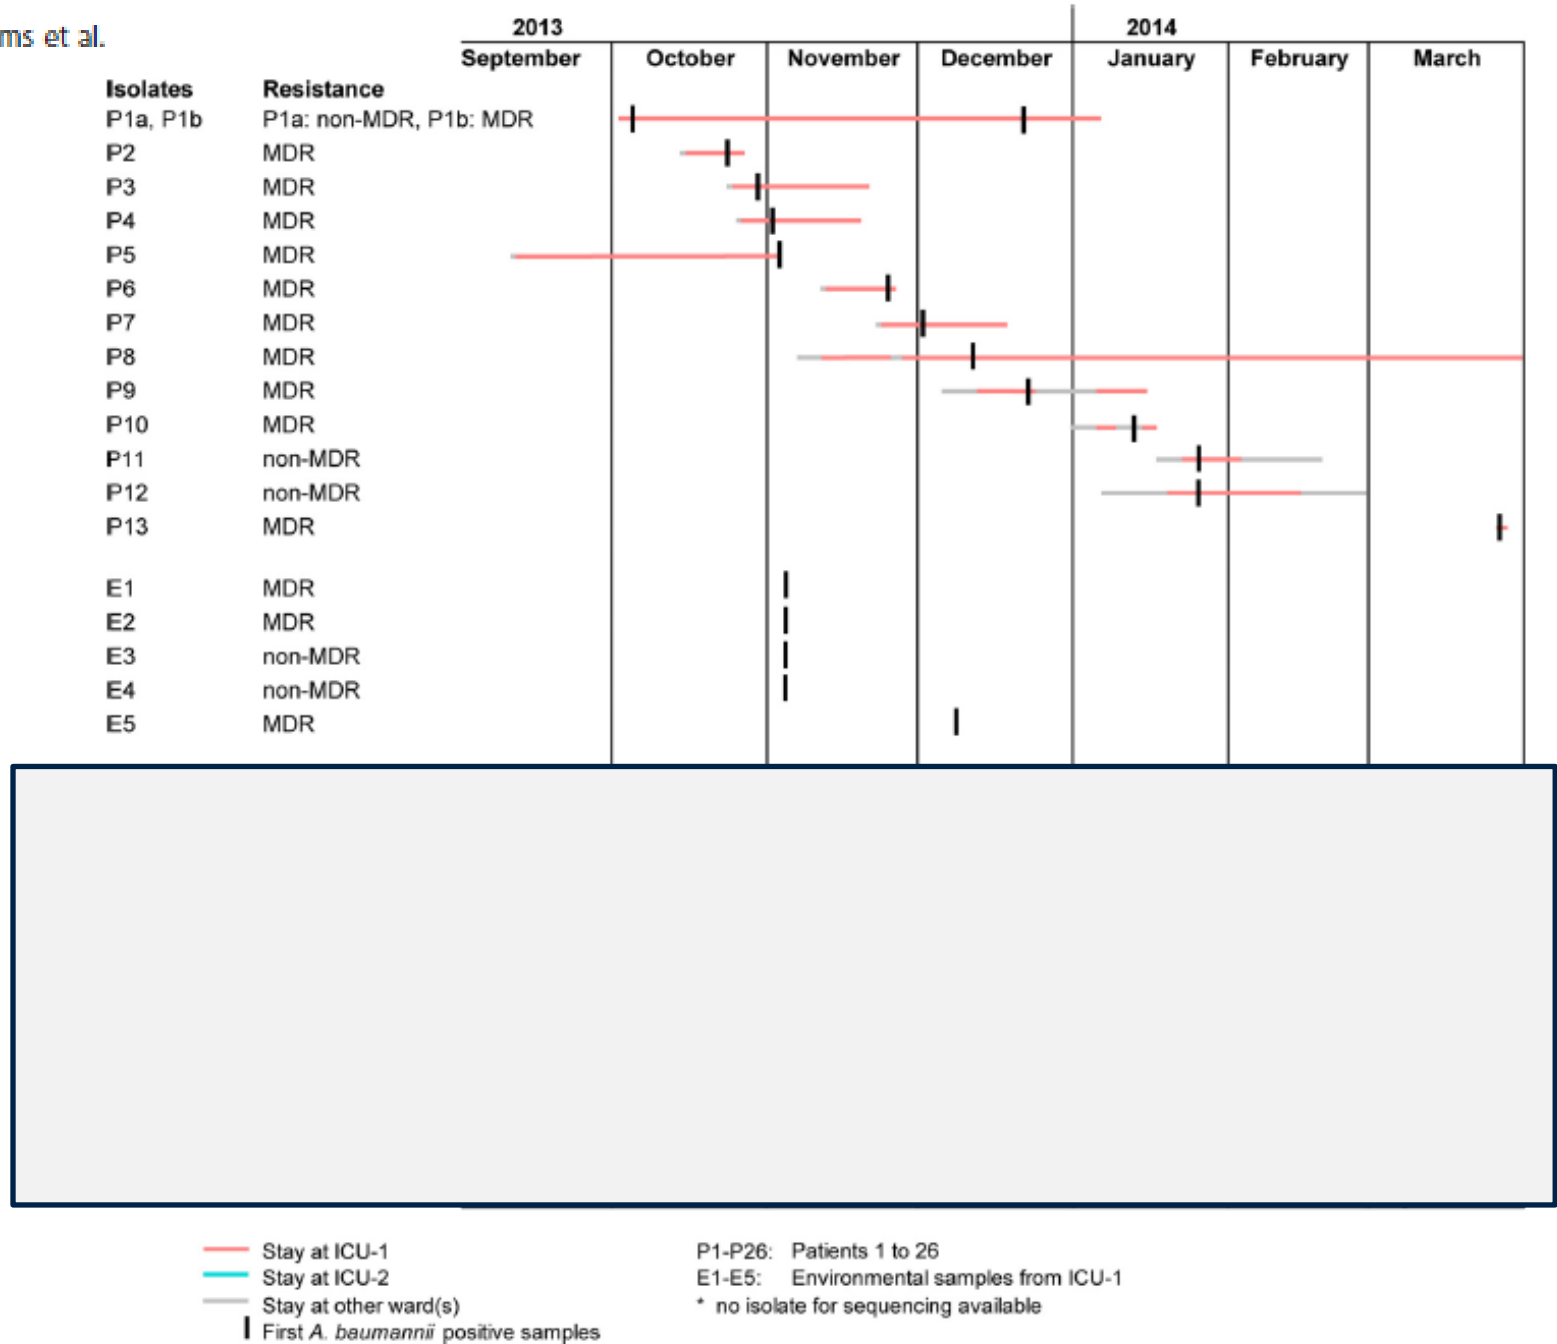 ms et al.
2013 2014
September October November December January February March
Isolates Resistance
P1a, P1b P1a: non-MDR, P1b: MDR
P2 MDR
P3 MDR
P4 MDR
P5 MDR
P6 MDR
P7 MDR
P8 MDR
P9 MDR
P10 MDR
P11 non-MDR
P12 non-MDR
P13 MDR
E1 MDR
E2 MDR
E3 non-MDR
E4 non-MDR
E5 MDR
Stay at ICU-1 P1-P26: Patients 1 to 26
Stay at ICU-2 E1-E5: Environmental samples from ICU-1
Stay at other ward(s) * no isolate for sequencing available
First A. baumannii positive samples